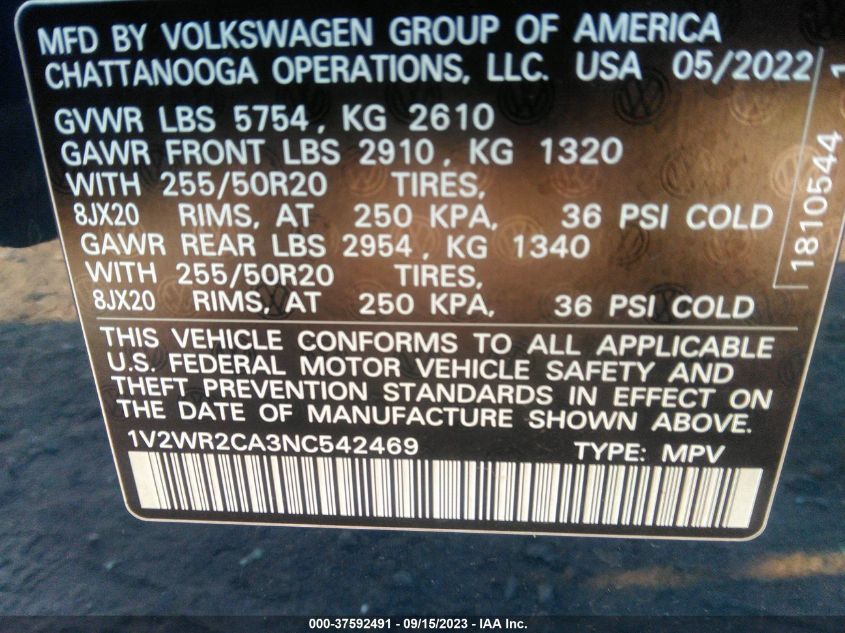 MFD BY VOLKSWAGEN GROUP OF AMERICA
CHATTANOOGA OPERATIONS, LLC. USA 05/2022
GVWR LBS 5754, KG 2610
GAWR FRONT LBS 2910, KG 1320
WITH 255/50R20 TIRES,
8JX20 RIMS, AT 250 KPA, 36 PSI COLD
GAWR REAR LBS 2954, KG 1340
WITH 255/50R20 TIRES,
8JX20 RIMS, AT 250 KPA, 36 PSI COLD
1810544
THIS VEHICLE CONFORMS TO ALL APPLICABLE
U.S. FEDERAL MOTOR VEHICLE SAFETY AND
THEFT PREVENTION STANDARDS IN EFFECT ON
THE DATE OF MANUFACTURE SHOWN ABOVE.
1V2WR2CA3NC542469 TYPE: MPV
000-37592491 - 09/15/2023 - IAA Inc.